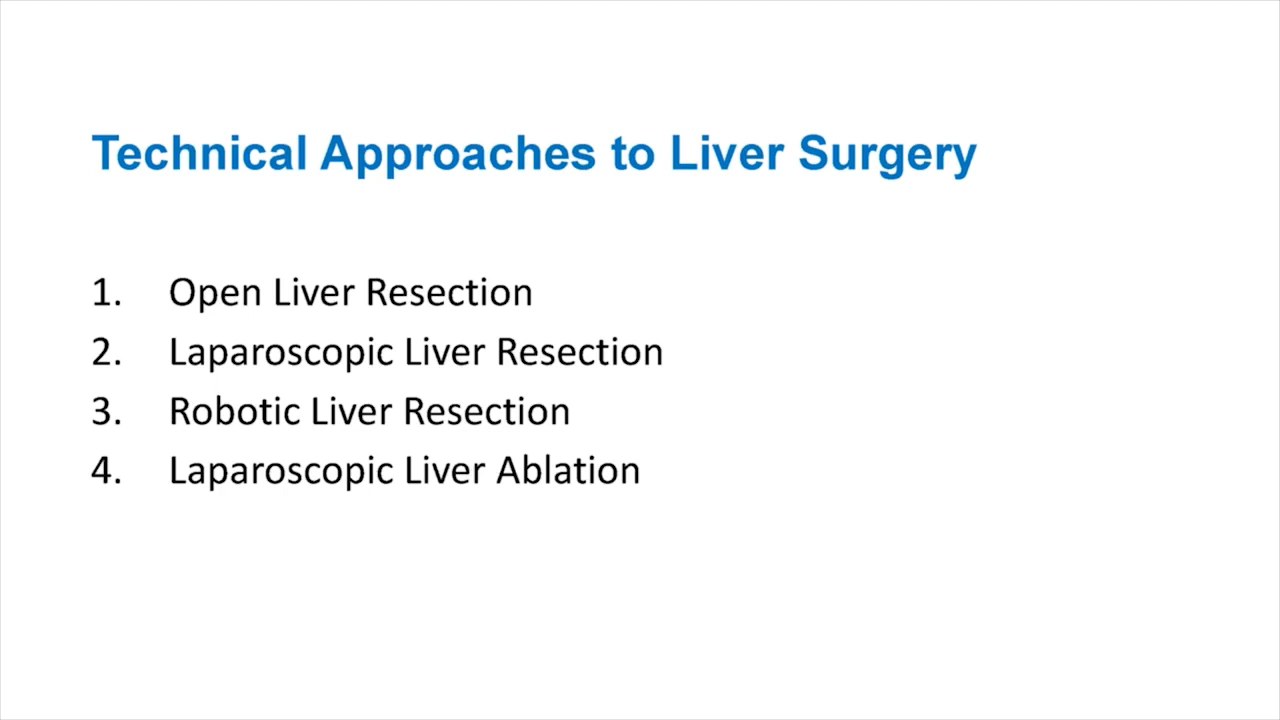 Technical Approaches to Liver Surgery
1. Open Liver Resection
2. Laparoscopic Liver Resection
3. Robotic Liver Resection
4. Laparoscopic Liver Ablation